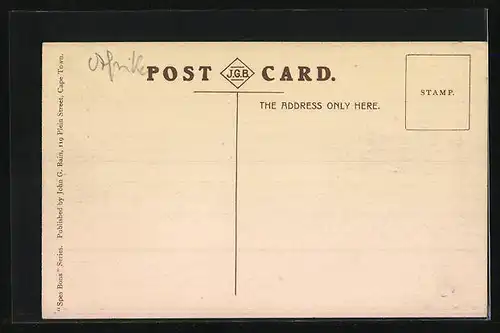 Afrika
POST J.G.B. CARD.
THE ADDRESS ONLY HERE.
STAMP.
"Spes Bona" Series. Published by John G. Bain, 119 Plein Street, Cape Town.